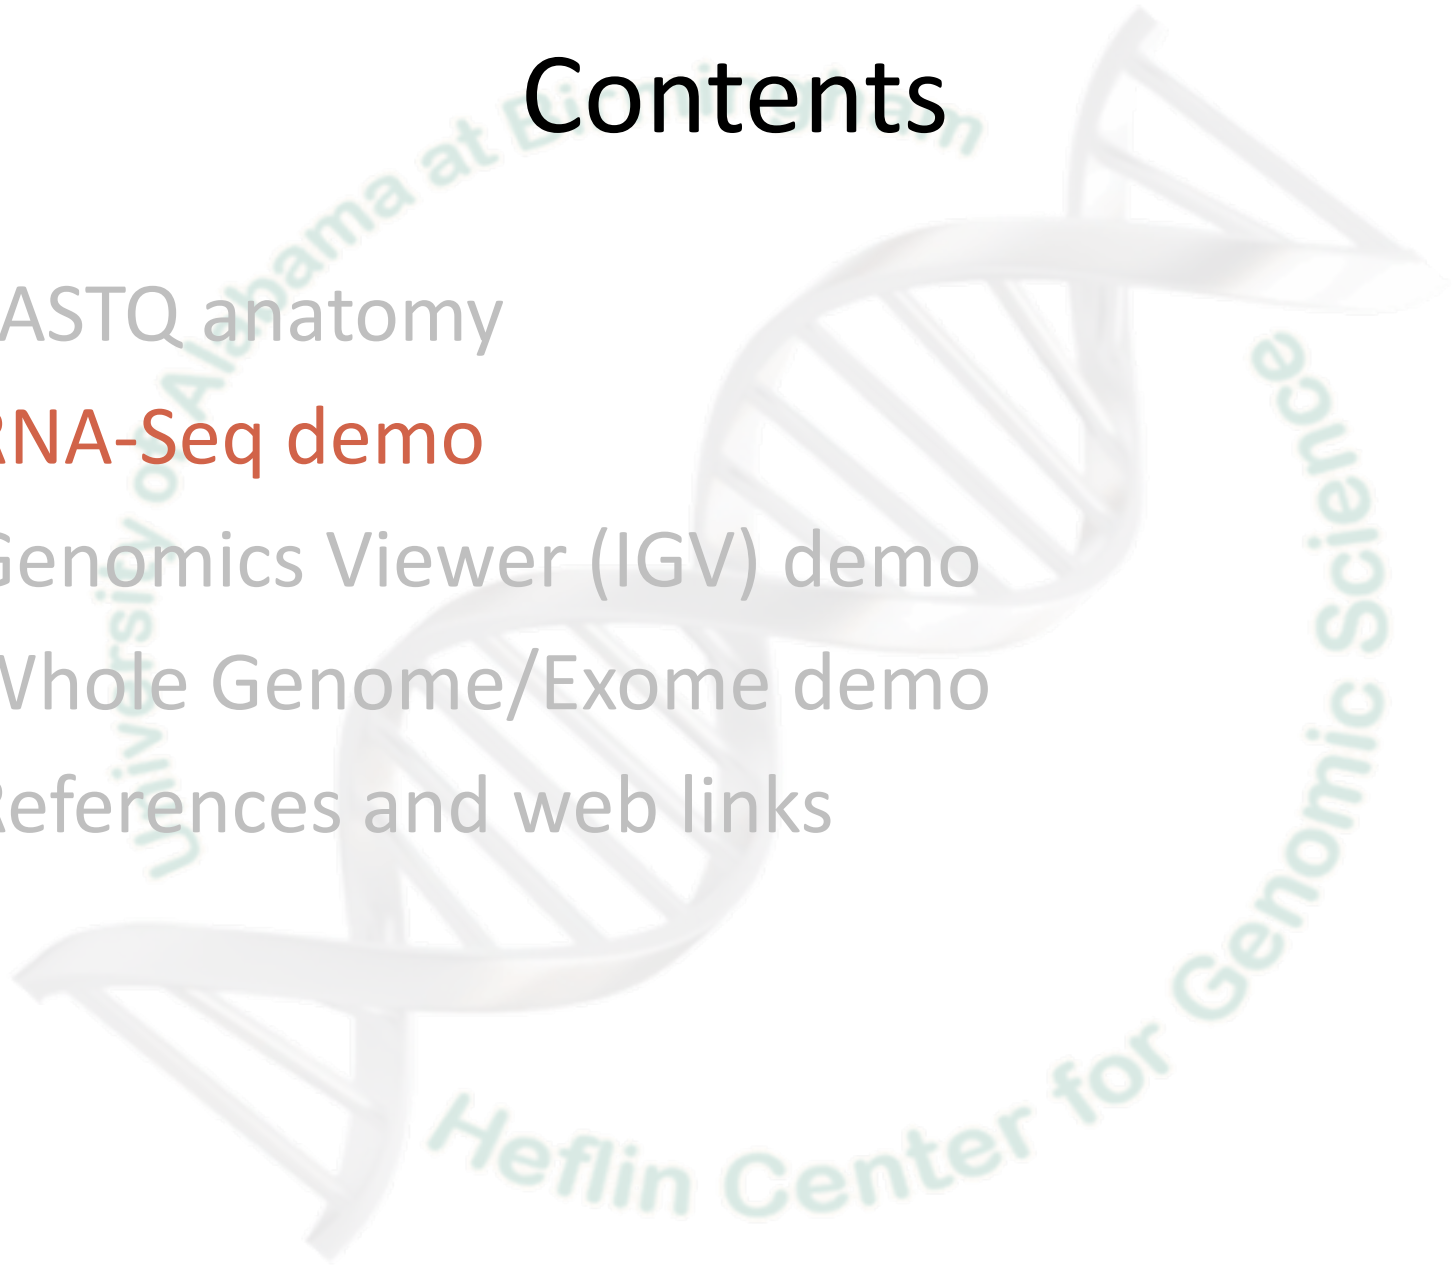 Contents
ASTQ anatomy
RNA-Seq demo
Genomics Viewer (IGV) demo
Whole Genome/Exome demo
References and web links
University of Alabama at Birmingham
Heflin Center for Genomic Science